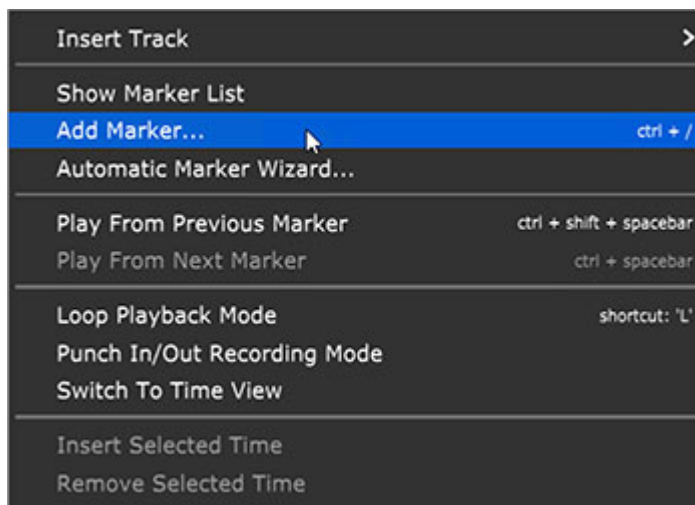 Insert Track >
Show Marker List
Add Marker... ctrl + /
Automatic Marker Wizard...
Play From Previous Marker ctrl + shift + spacebar
Play From Next Marker ctrl + spacebar
Loop Playback Mode shortcut: 'L'
Punch In/Out Recording Mode
Switch To Time View
Insert Selected Time
Remove Selected Time